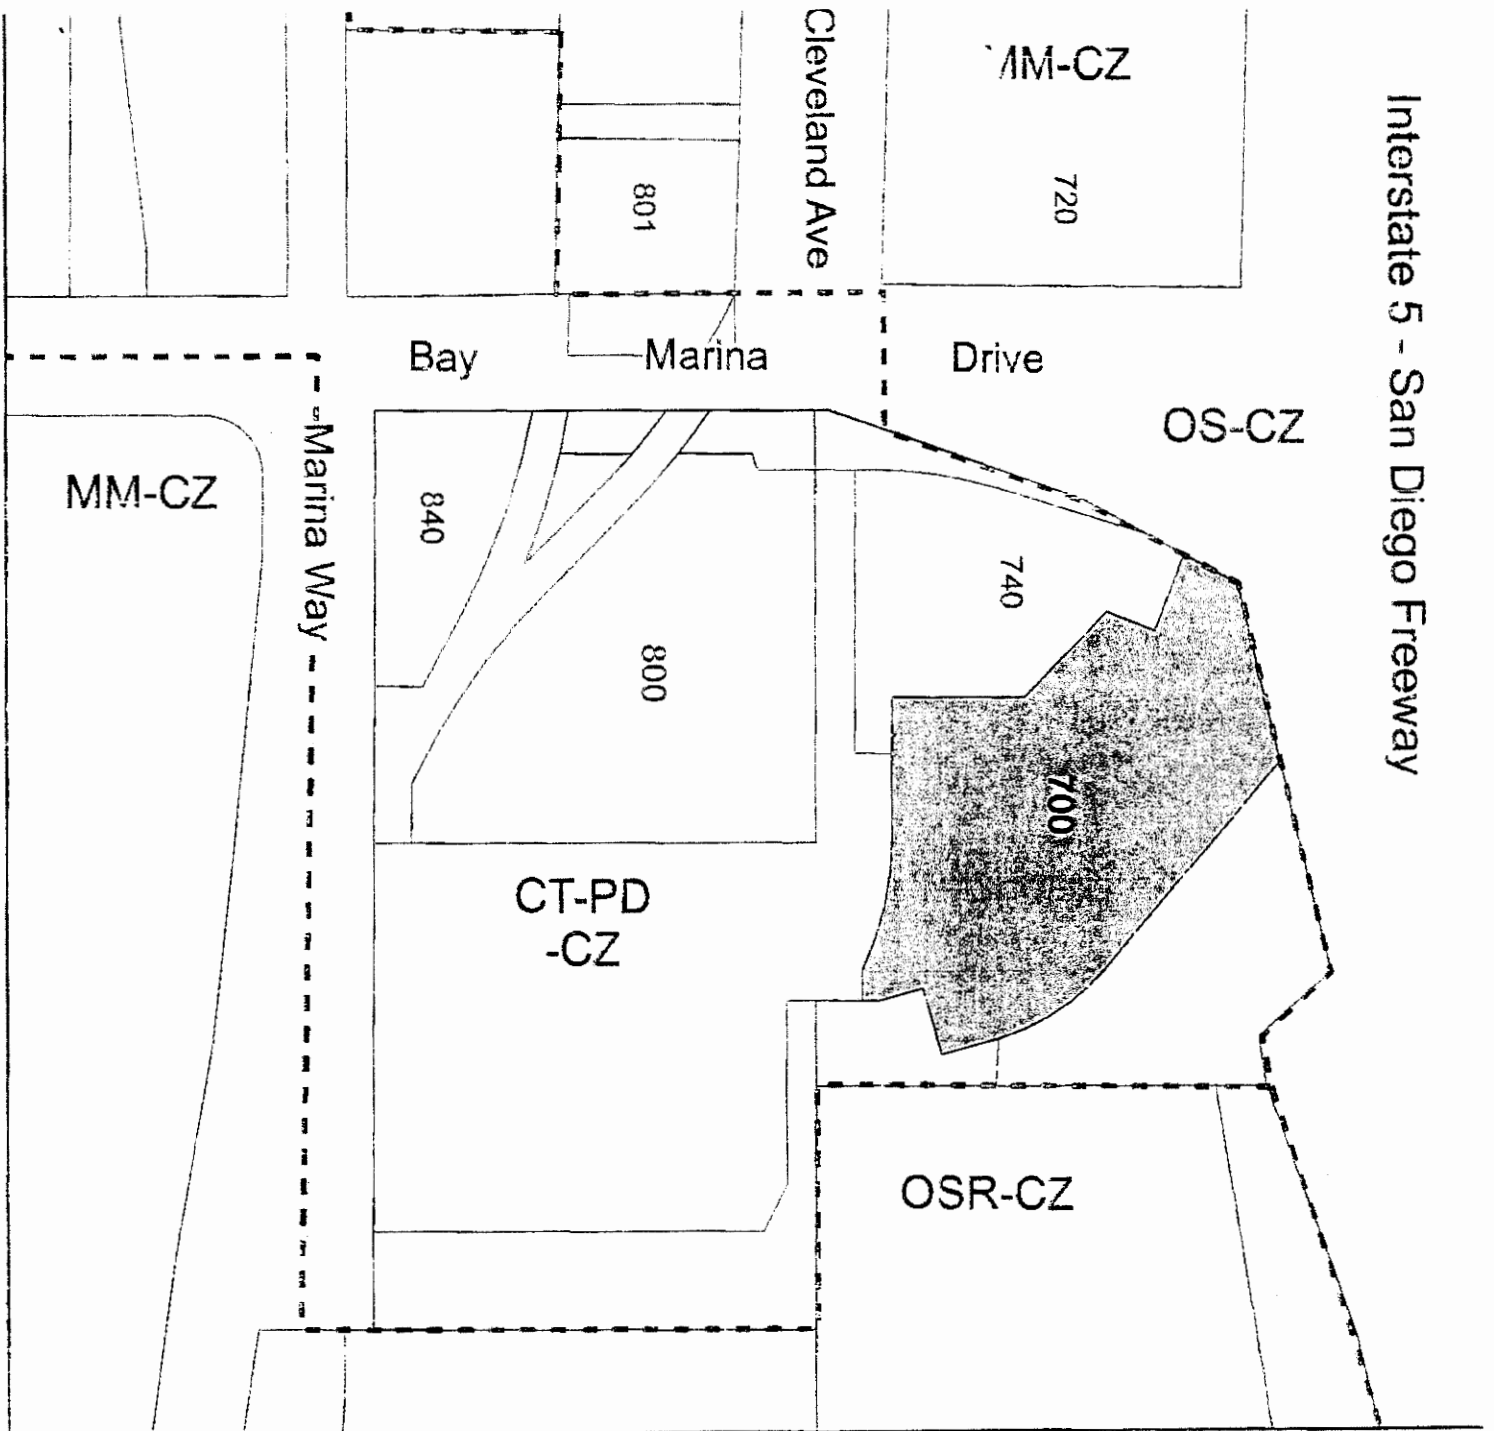 Cleveland Ave
MM-CZ
Interstate 5 - San Diego Freeway
720
801
Bay Marina Drive
OS-CZ
MM-CZ
Marina Way
840
740
800
700
CT-PD
-CZ
OSR-CZ